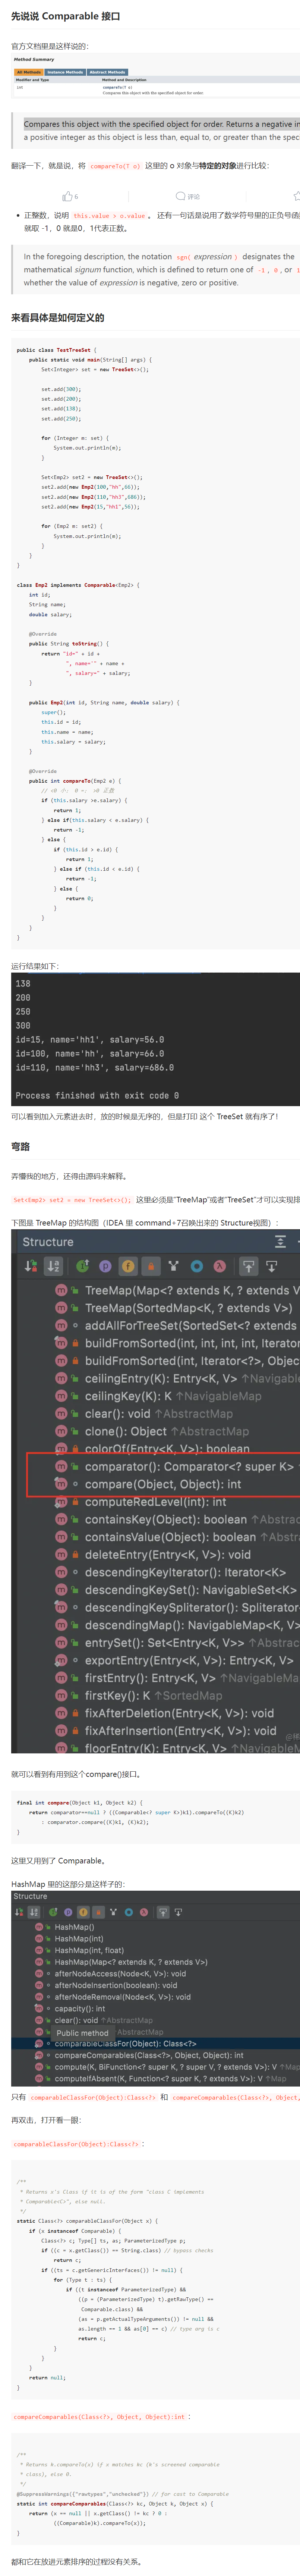 先说说 Comparable 接口
官方文档里是这样说的：
Method Summary
All Methods Instance Methods Abstract Methods
Modifier and Type Method and Description
int compareTo(T o)
Compares this object with the specified object for order.
Compares this object with the specified object for order. Returns a negative in
a positive integer as this object is less than, equal to, or greater than the spec
翻译一下，就是说，将 compareTo(T o) 这里的 o 对象与特定的对象进行比较：
6 评论
正整数，说明 this.value > o.value 。 还有一句话是说用了数学符号里的正负号函
就取 -1，0 就是0，1代表正数。
In the foregoing description, the notation sgn( expression ) designates the
mathematical signum function, which is defined to return one of -1 , 0 , or 1
whether the value of expression is negative, zero or positive.
来看具体是如何定义的
public class TestTreeSet {
public static void main(String[] args) {
Set<Integer> set = new TreeSet<>();
set.add(300);
set.add(200);
set.add(138);
set.add(250);
for (Integer m: set) {
System.out.println(m);
}
Set<Emp2> set2 = new TreeSet<>();
set2.add(new Emp2(100,"hh",66));
set2.add(new Emp2(110,"hh3",686));
set2.add(new Emp2(15,"hh1",56));
for (Emp2 m: set2) {
System.out.println(m);
}
}
}
class Emp2 implements Comparable<Emp2> {
int id;
String name;
double salary;
@Override
public String toString() {
return "id=" + id +
", name='" + name +
", salary=" + salary;
}
public Emp2(int id, String name, double salary) {
super();
this.id = id;
this.name = name;
this.salary = salary;
}
@Override
public int compareTo(Emp2 e) {
if (this.salary >e.salary) {
return 1;
} else if(this.salary < e.salary) {
return -1;
} else {
if (this.id > e.id) {
return 1;
} else if (this.id < e.id) {
return -1;
} else {
return 0;
}
}
}
}
运行结果如下：
138
200
250
300
id=15, name='hh1', salary=56.0
id=100, name='hh', salary=66.0
id=110, name='hh3', salary=686.0
Process finished with exit code 0
可以看到加入元素进去时，放的时候是无序的，但是打印 这个 TreeSet 就有序了！
弯路
弄懂我的地方，还得由源码来解释。
Set<Emp2> set2 = new TreeSet<>(); 这里必须是"TreeMap"或者"TreeSet"才可以实现排
下图是 TreeMap 的结构图（IDEA 里 command+7召唤出来的 Structure视图）：
Structure
TreeMap(Map<? extends K, ? extends V>
TreeMap(SortedMap<K, ? extends V>)
addAllForTreeSet(SortedSet<? extends
buildFromSorted(int, int, int, int, Iterator
buildFromSorted(int, Iterator<?>, Object
ceilingEntry(K): Entry<K, V> ↑Navigable
ceilingKey(K): K ↑NavigableMap
clear(): void ↑AbstractMap
clone(): Object ↑AbstractMap
colorOf(Entry<K, V>): boolean
comparator(): Comparator<? super K>
compare(Object, Object): int
computeRedLevel(int): int
containsKey(Object): boolean ↑Abstra
containsValue(Object): boolean ↑Abstr
deleteEntry(Entry<K, V>): void
descendingKeyIterator(): Iterator<K>
descendingKeySet(): NavigableSet<K>
descendingKeySpliterator(): Spliterator
descendingMap(): NavigableMap<K, V
entrySet(): Set<Entry<K, V>> ↑Abstrac
exportEntry(Entry<K, V>): Entry<K, V>
firstEntry(): Entry<K, V> ↑NavigableMa
firstKey(): K ↑SortedMap
fixAfterDeletion(Entry<K, V>): void
fixAfterInsertion(Entry<K, V>): void
floorEntry(K): Entry<K, V> ↑Navigable
就可以看到有用到这个compare()接口。
final int compare(Object k1, Object k2) {
return comparator==null ? ((Comparable<? super K>)k1).compareTo((K)k2)
: comparator.compare((K)k1, (K)k2);
}
这里又用到了 Comparable。
HashMap 里的这部分是这样子的：
Structure
HashMap()
HashMap(int)
HashMap(int, float)
HashMap(Map<? extends K, ? extends V>)
afterNodeAccess(Node<K, V>): void
afterNodeInsertion(boolean): void
afterNodeRemoval(Node<K, V>): void
capacity(): int
clear(): void ↑AbstractMap
Public method AbstractMap
comparableClassFor(Object): Class<?>
compareComparables(Class<?>, Object, Object): int
compute(K, BiFunction<? super K, ? super V, ? extends V>): V ↑Map
computeIfAbsent(K, Function<? super K, ? extends V>): V ↑Map
只有 comparableClassFor(Object):Class<?> 和 compareComparables(Class<?>, Object,
再双击，打开看一眼：
comparableClassFor(Object):Class<?> ：
/**
* Returns x's Class if it is of the form "class C implements
* Comparable<C>", else null.
*/
static Class<?> comparableClassFor(Object x) {
if (x instanceof Comparable) {
Class<?> c; Type[] ts, as; ParameterizedType p;
if ((c = x.getClass()) == String.class) // bypass checks
return c;
if ((ts = c.getGenericInterfaces()) != null) {
for (Type t : ts) {
if ((t instanceof ParameterizedType) &&
((p = (ParameterizedType) t).getRawType() ==
Comparable.class) &&
(as = p.getActualTypeArguments()) != null &&
as.length == 1 && as[0] == c) // type arg is c
return c;
}
}
}
return null;
}
compareComparables(Class<?>, Object, Object):int ：
/**
* Returns k.compareTo(x) if x matches kc (k's screened comparable
* class), else 0.
*/
@SuppressWarnings({"rawtypes","unchecked"}) // for cast to Comparable
static int compareComparables(Class<?> kc, Object k, Object x) {
return (x == null || x.getClass() != kc ? 0 :
((Comparable)k).compareTo(x));
}
都和它在放进元素排序的过程没有关系。